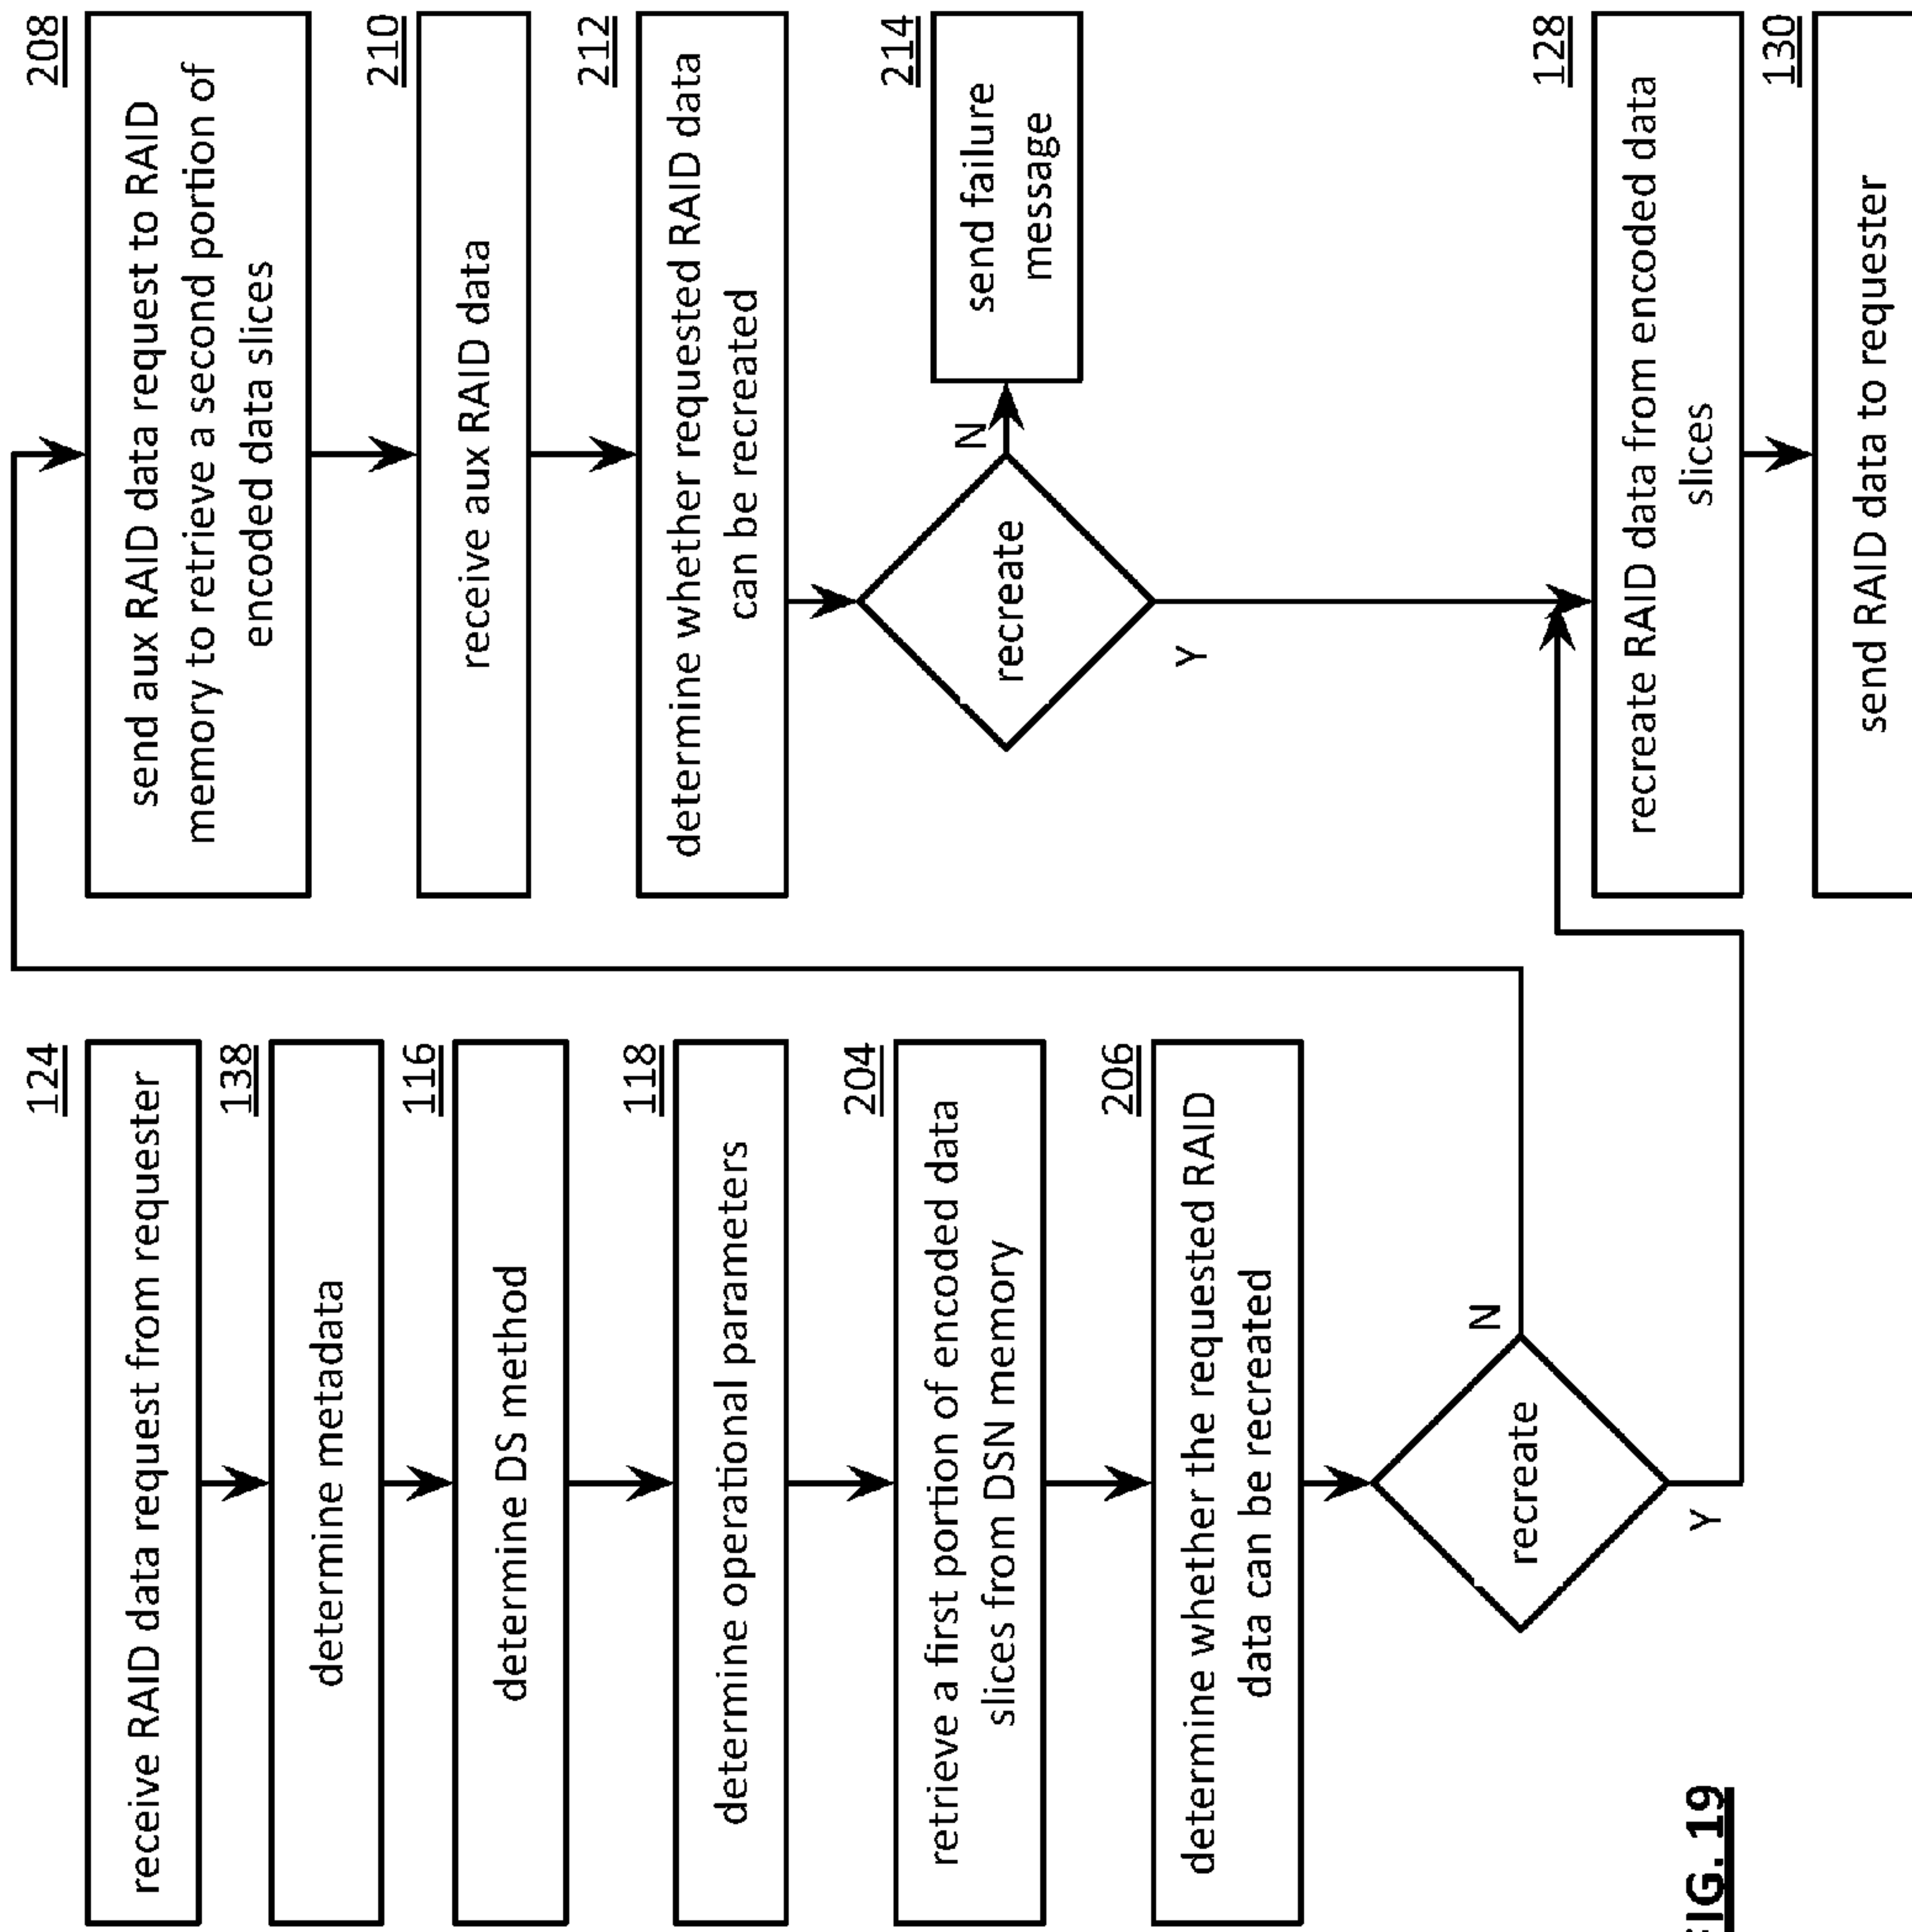 124
receive RAID data request from requester
138
determine metadata
116
determine DS method
118
determine operational parameters
204
retrieve a first portion of encoded data
slices from DSN memory
206
determine whether the requested RAID
data can be recreated
recreate
N
Y
208
send aux RAID data request to RAID
memory to retrieve a second portion of
encoded data slices
210
receive aux RAID data
212
determine whether requested RAID data
can be recreated
recreate
N
214
send failure
message
Y
128
recreate RAID data from encoded data
slices
130
send RAID data to requester
FIG. 19